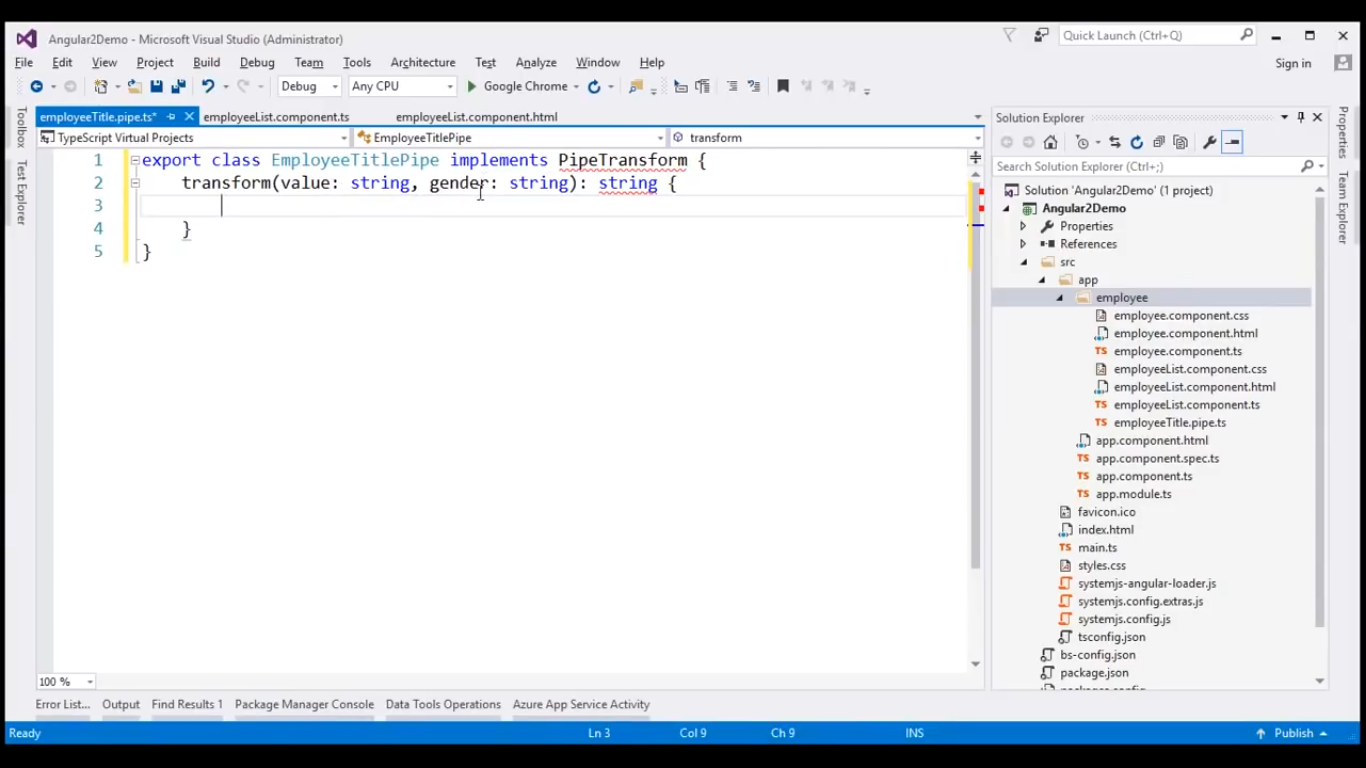 Angular2Demo - Microsoft Visual Studio (Administrator)
Quick Launch (Ctrl+Q)
File Edit View Project Build Debug Team Tools Architecture Test Analyze Window Help
Sign in
Debug Any CPU Google Chrome
Toolbox
Test Explorer
employeeTitle.pipe.ts* employeeList.component.ts employeeList.component.html
TypeScript Virtual Projects EmployeeTitlePipe transform
1 export class EmployeeTitlePipe implements PipeTransform {
2 transform(value: string, gender: string): string {
3
4 }
5 }
100 %
Solution Explorer
Search Solution Explorer (Ctrl+;)
Solution 'Angular2Demo' (1 project)
Angular2Demo
Properties
References
src
app
employee
employee.component.css
employee.component.html
employee.component.ts
employeeList.component.css
employeeList.component.html
employeeList.component.ts
employeeTitle.pipe.ts
app.component.html
app.component.spec.ts
app.component.ts
app.module.ts
favicon.ico
index.html
main.ts
styles.css
systemjs-angular-loader.js
systemjs.config.extras.js
systemjs.config.js
tsconfig.json
bs-config.json
package.json
Properties
Team Explorer
Error List... Output Find Results 1 Package Manager Console Data Tools Operations Azure App Service Activity
Ready Ln 3 Col 9 Ch 9 INS Publish